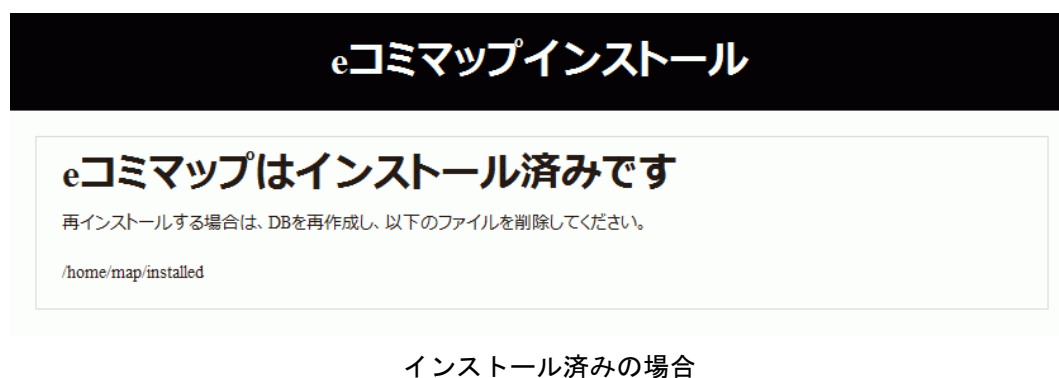 eコミマップインストール
eコミマップはインストール済みです
再インストールする場合は、DBを再作成し、以下のファイルを削除してください。
/home/map/installed
インストール済みの場合